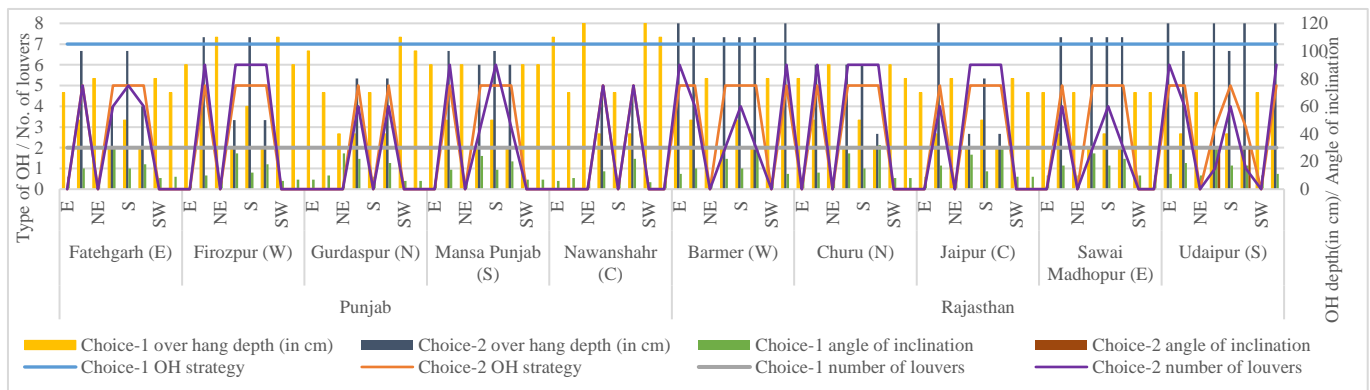 Type of OH / No. of louvers
8
7
6
5
4
3
2
1
0
120
100
80
60
40
20
0
OH depth(in cm)/ Angle of inclination
E NE S SW E NE S SW E NE S SW E NE S SW E NE S SW E NE S SW E NE S SW E NE S SW E NE S SW E NE S SW
Fatehgarh (E) Firozpur (W) Gurdaspur (N) Mansa Punjab (S) Nawanshahr (C) Barmer (W) Churu (N) Jaipur (C) Sawai Madhopur (E) Udaipur (S)
Punjab Rajasthan
Choice-1 over hang depth (in cm) Choice-2 over hang depth (in cm) Choice-1 angle of inclination Choice-2 angle of inclination
Choice-1 OH strategy Choice-2 OH strategy Choice-1 number of louvers Choice-2 number of louvers